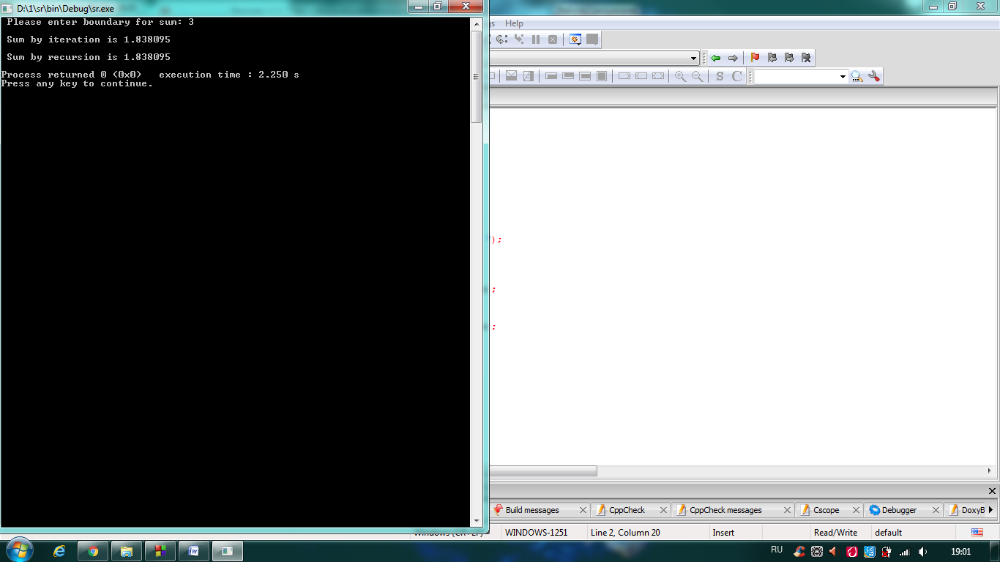 D:\1\sr\bin\Debug\sr.exe
Please enter boundary for sum: 3
Sum by iteration is 1.838095
Sum by recursion is 1.838095
Process returned 0 (0x0)   execution time : 2.250 s
Press any key to continue.
Help
S C
");
;
;
Build messages CppCheck CppCheck messages Cscope Debugger DoxyB
WINDOWS-1251 Line 2, Column 20 Insert Read/Write default
RU 19:01